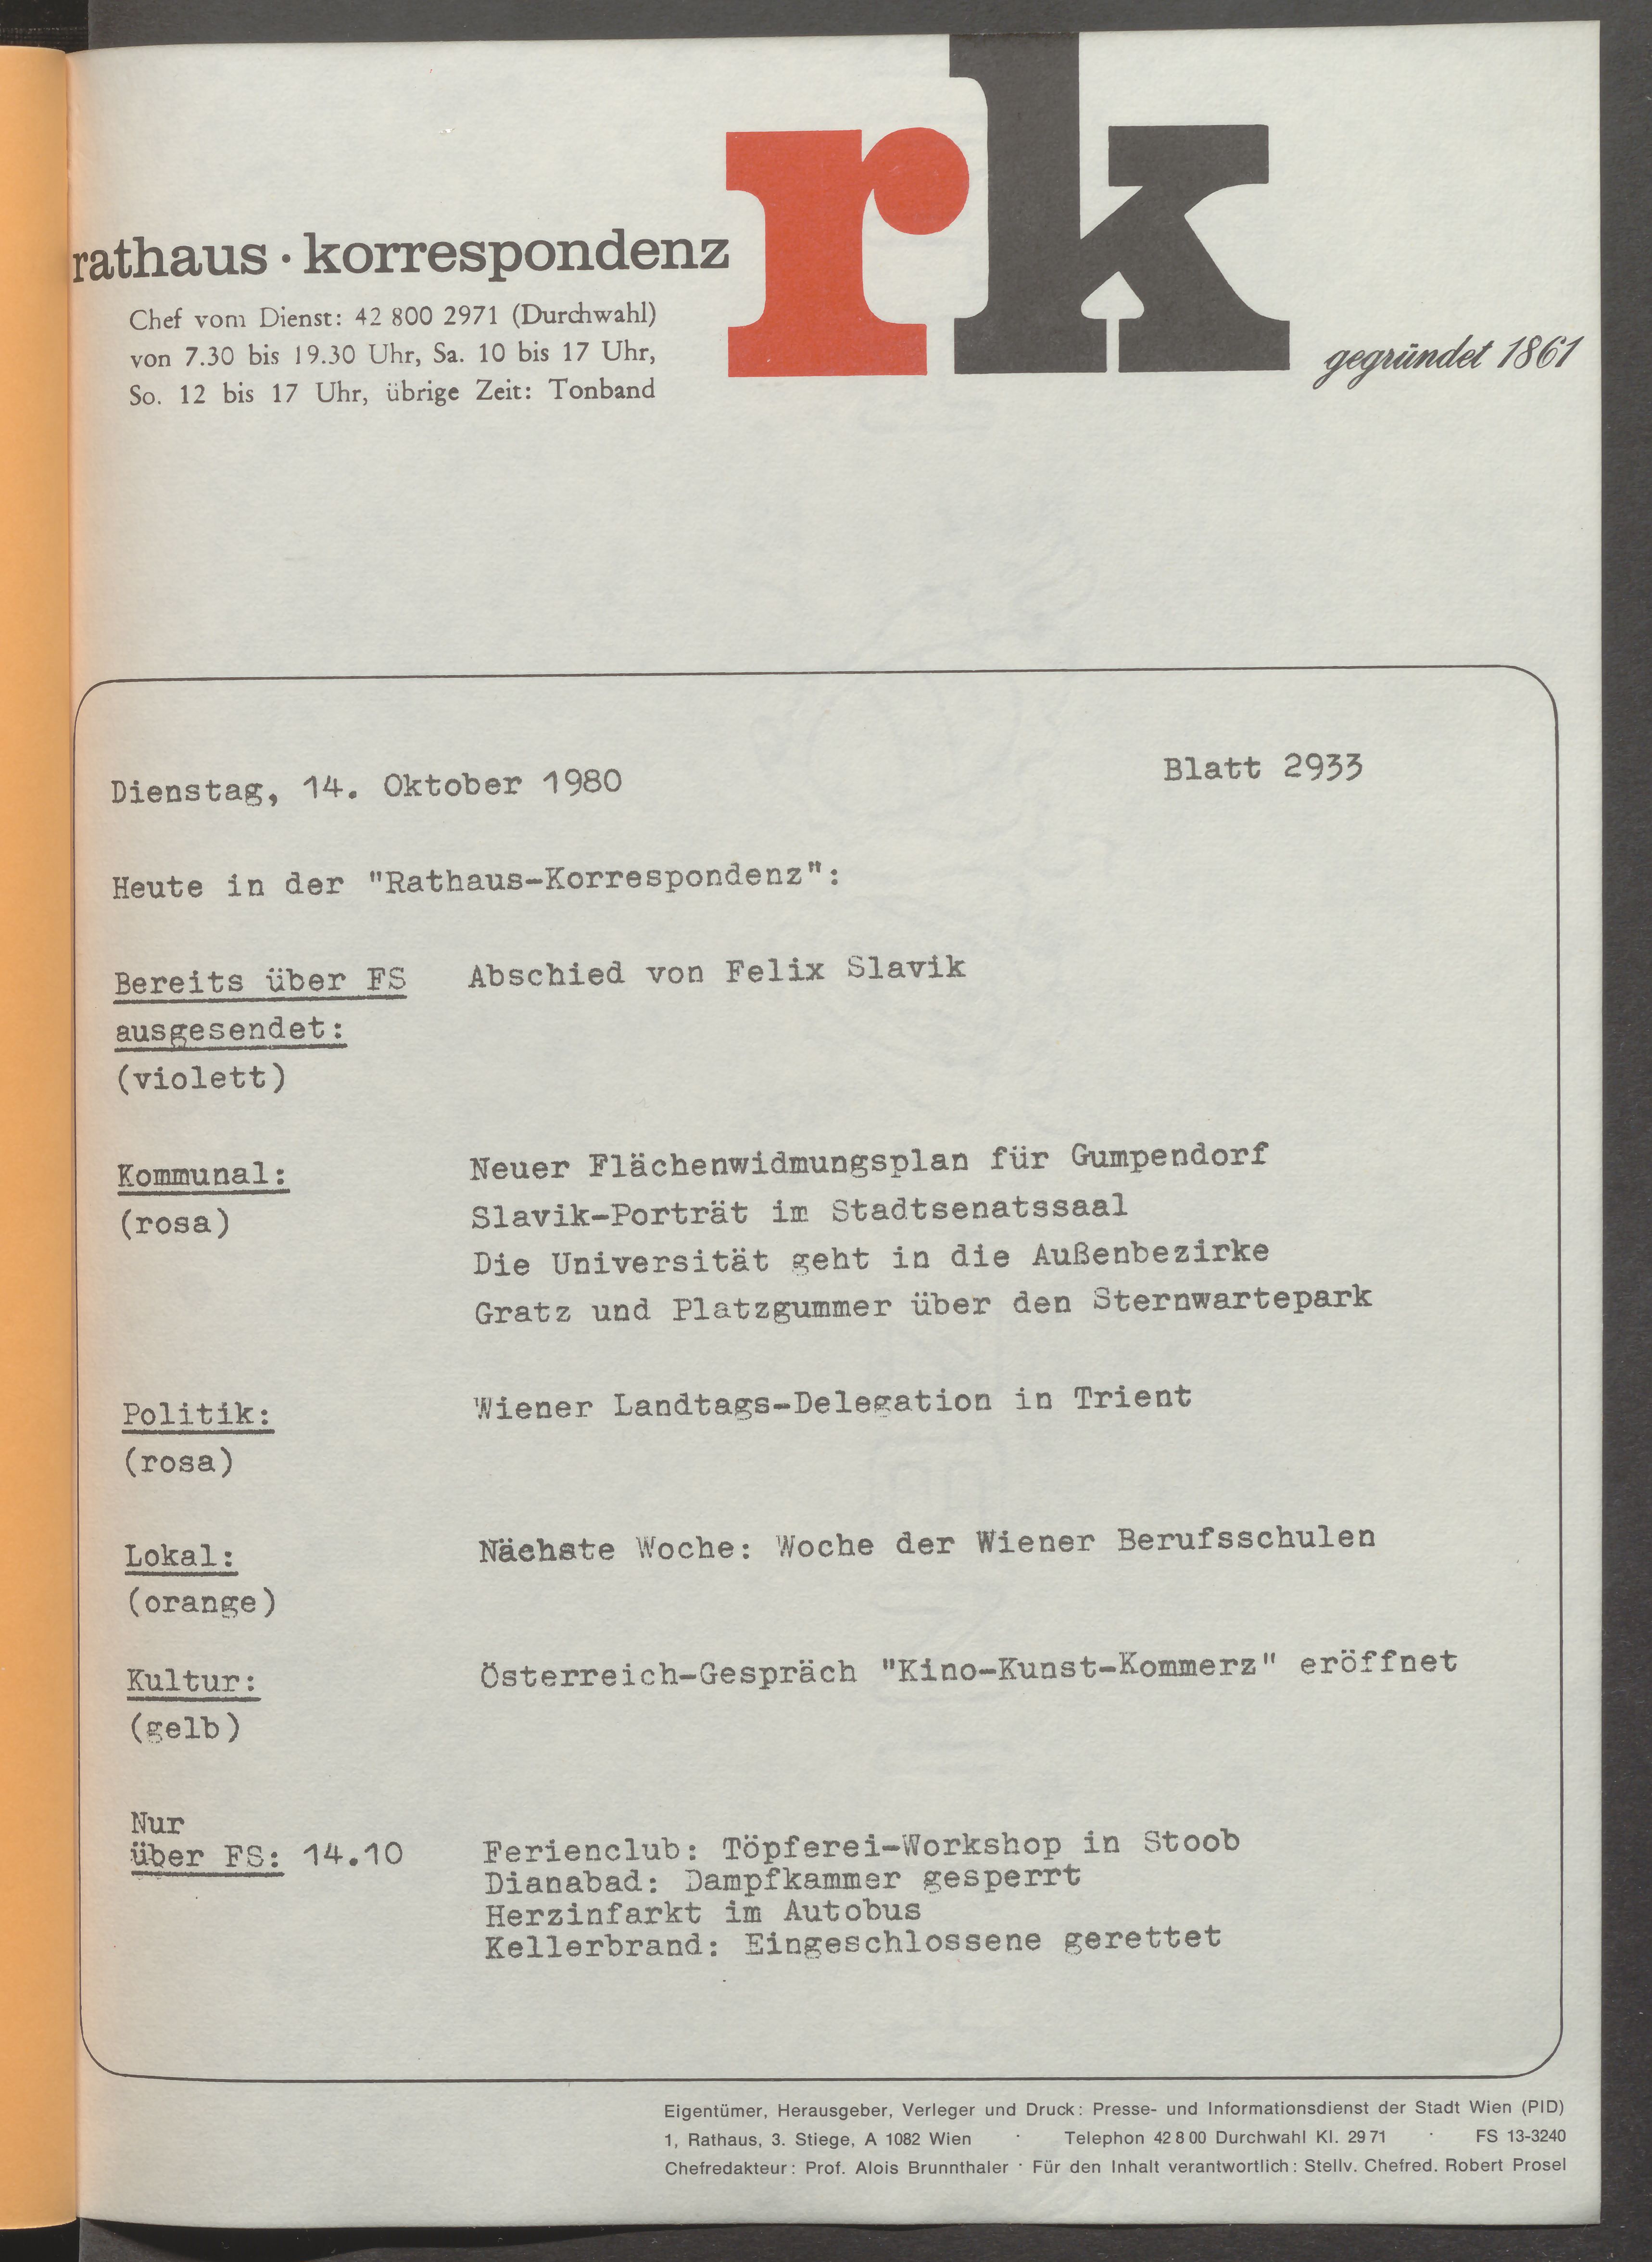 rk
rathaus · korrespondenz
Chef vom Dienst: 42 800 2971 (Durchwahl)
von 7.30 bis 19.30 Uhr, Sa. 10 bis 17 Uhr,
So. 12 bis 17 Uhr, übrige Zeit: Tonband
gegründet 1861
Dienstag, 14. Oktober 1980 Blatt 2933
Heute in der "Rathaus-Korrespondenz":
Bereits über FS Abschied von Felix Slavik
ausgesendet:
(violett)
Kommunal: Neuer Flächenwidmungsplan für Gumpendorf
(rosa) Slavik-Porträt im Stadtsenatssaal
Die Universität geht in die Außenbezirke
Gratz und Platzgummer über den Sternwartepark
Politik: Wiener Landtags-Delegation in Trient
(rosa)
Lokal: Nächste Woche: Woche der Wiener Berufsschulen
(orange)
Kultur: Österreich-Gespräch "Kino-Kunst-Kommerz" eröffnet
(gelb)
Nur
über FS: 14.10 Ferienclub: Töpferei-Workshop in Stoob
Dianabad: Dampfkammer gesperrt
Herzinfarkt im Autobus
Kellerbrand: Eingeschlossene gerettet
Eigentümer, Herausgeber, Verleger und Druck: Presse- und Informationsdienst der Stadt Wien (PID)
1, Rathaus, 3. Stiege, A 1082 Wien · Telephon 42 8 00 Durchwahl Kl. 29 71 · FS 13-3240
Chefredakteur: Prof. Alois Brunnthaler · Für den Inhalt verantwortlich: Stellv. Chefred. Robert Prosel